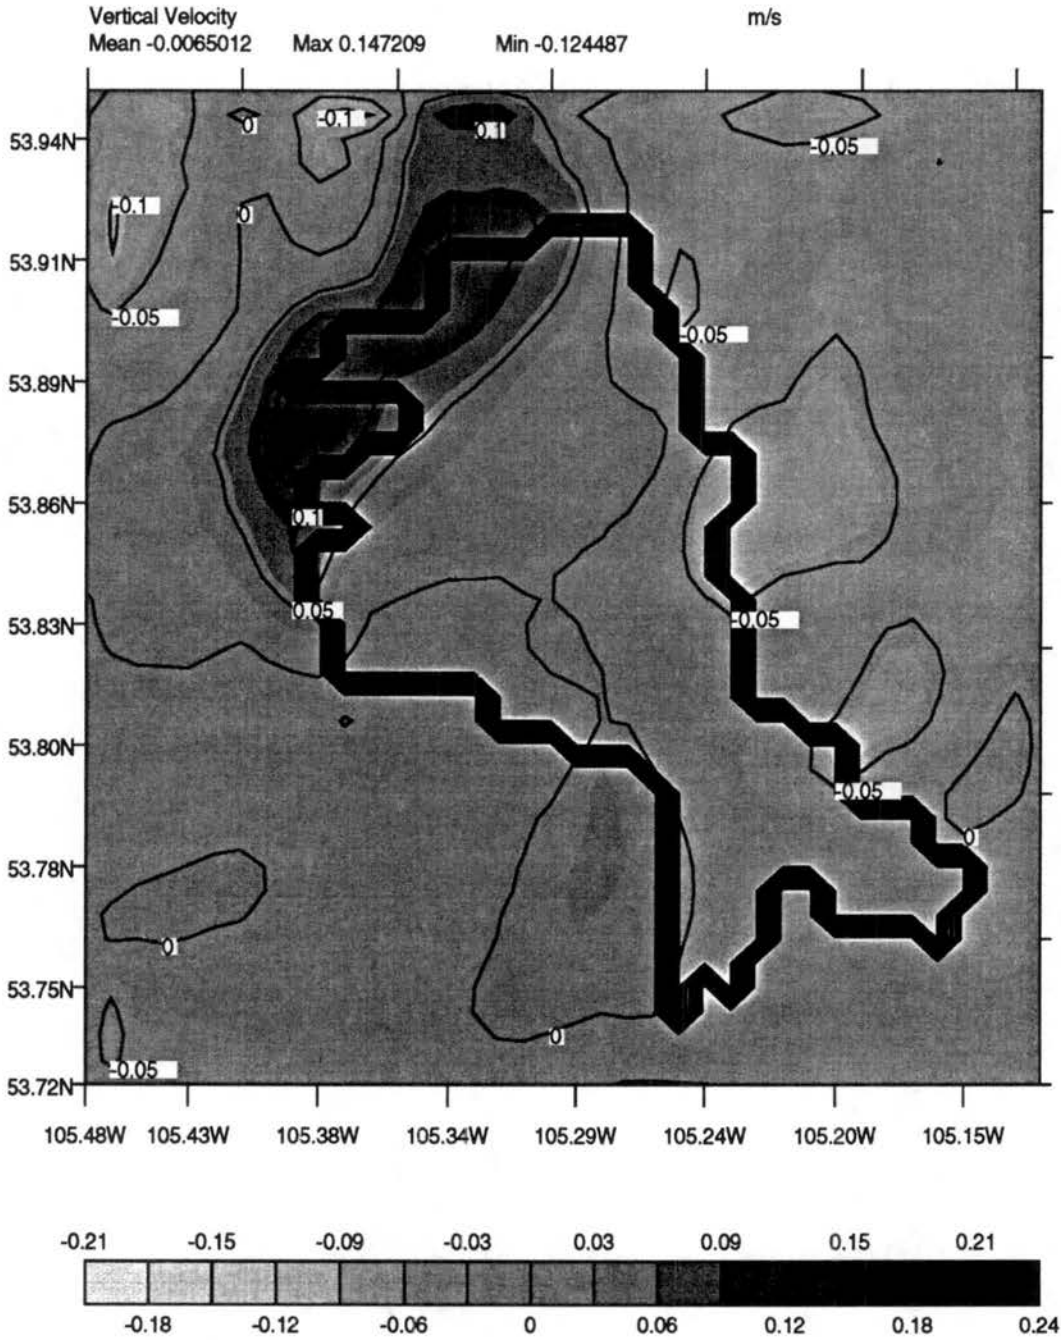 Vertical Velocity m/s
Mean -0.0065012 Max 0.147209 Min -0.124487
0 -0.1 0.1
53.94N -0.05
-0.1 0
53.91N
-0.05 -0.05
53.89N
53.86N
0.1
0.05 -0.05
53.83N
53.80N
-0.05
0
53.78N
0
53.75N
0
-0.05
53.72N
105.48W 105.43W 105.38W 105.34W 105.29W 105.24W 105.20W 105.15W
-0.21 -0.15 -0.09 -0.03 0.03 0.09 0.15 0.21
-0.18 -0.12 -0.06 0 0.06 0.12 0.18 0.24